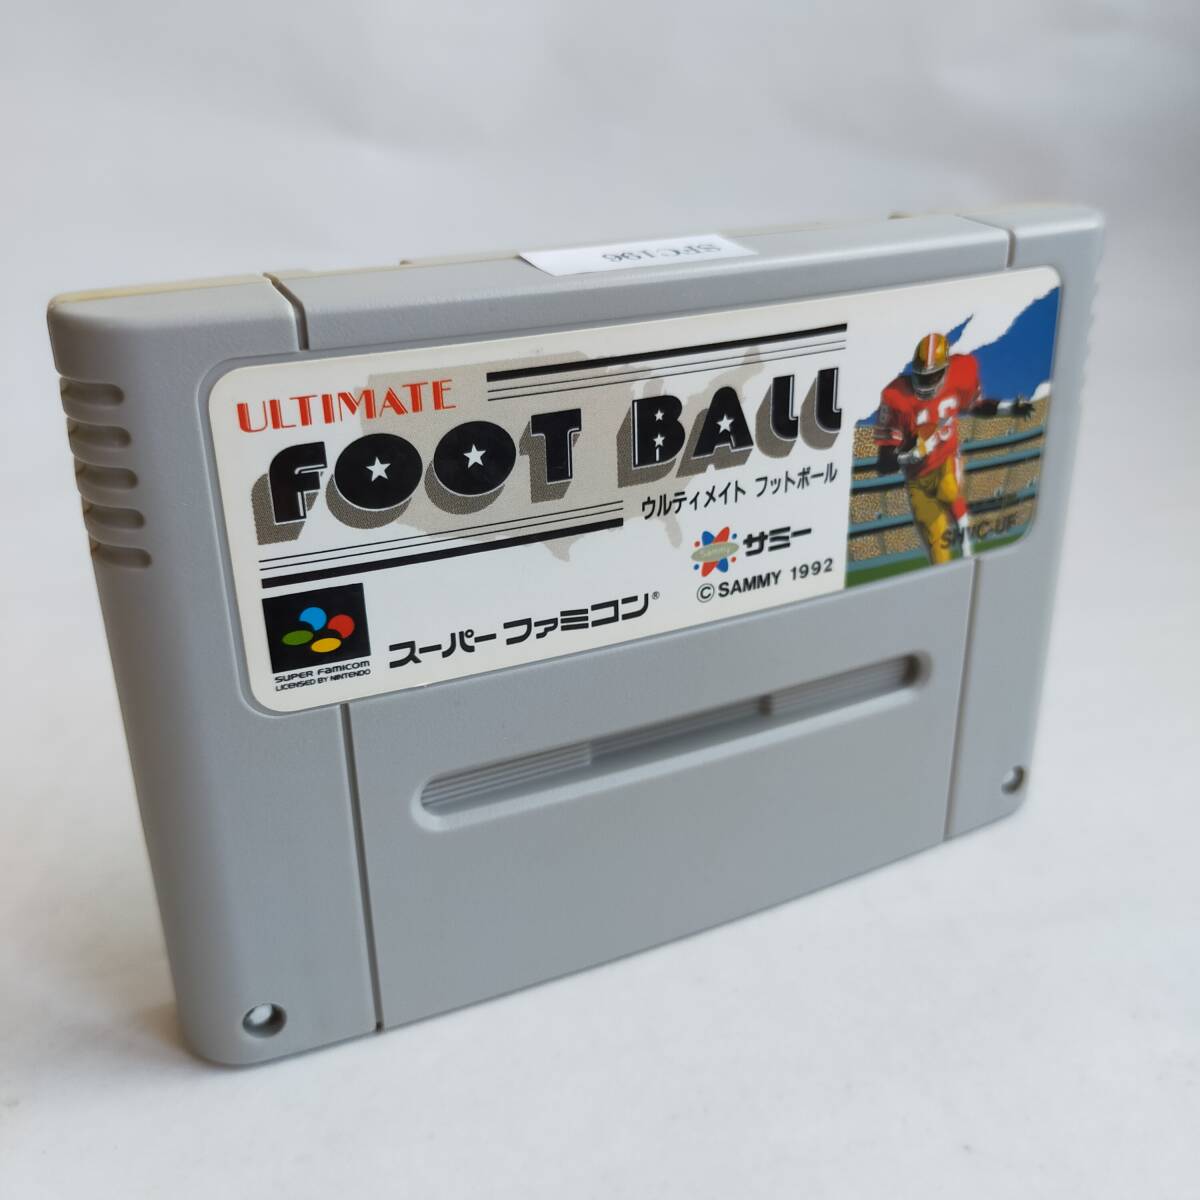 SFC196
ULTIMATE
FOOT BALL
ウルティメイト フットボール
Sammy サミー
© SAMMY 1992
16
SHVC-UF
スーパーファミコン®
SUPER FAMICOM
LICENSED BY NINTENDO